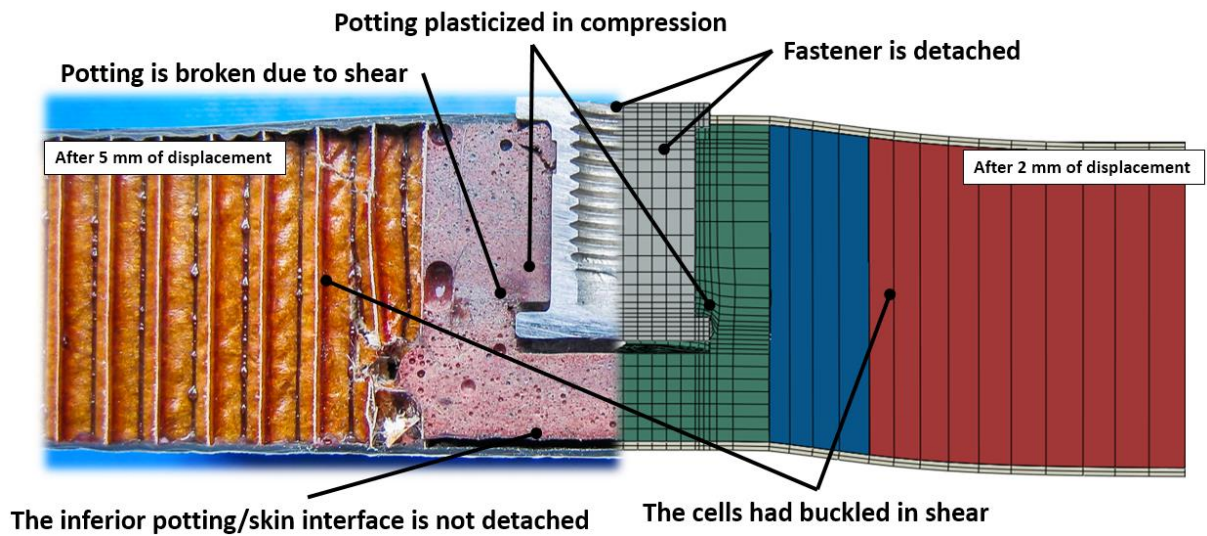 Potting plasticized in compression
Fastener is detached
Potting is broken due to shear
After 5 mm of displacement
After 2 mm of displacement
The inferior potting/skin interface is not detached
The cells had buckled in shear